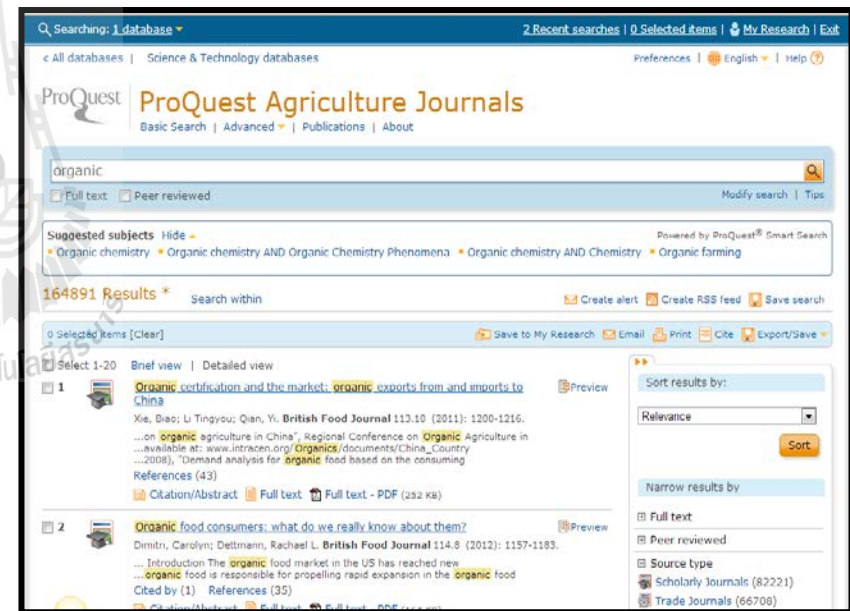 Searching: 1 database
2 Recent searches | 0 Selected items | My Research | Exit
< All databases | Science & Technology databases
Preferences | English | Help ?
ProQuest
ProQuest Agriculture Journals
Basic Search | Advanced | Publications | About
organic
Full text Peer reviewed
Modify search | Tips
Suggested subjects Hide
Powered by ProQuest® Smart Search
Organic chemistry Organic chemistry AND Organic Chemistry Phenomena Organic chemistry AND Chemistry Organic farming
164891 Results * Search within
Create alert Create RSS feed Save search
0 Selected items [Clear]
Save to My Research Email Print Cite Export/Save
Select 1-20 Brief view | Detailed view
1 Organic certification and the market: organic exports from and imports to
China
Preview
Xie, Biao; Li Tingyou; Qian, Yi. British Food Journal 113.10 (2011): 1200-1216.
...on organic agriculture in China", Regional Conference on Organic Agriculture in
...available at: www.intracen.org/Organics/documents/China_Country
...2008), "Demand analysis for organic food based on the consuming
References (43)
Citation/Abstract Full text Full text - PDF (252 KB)
2 Organic food consumers: what do we really know about them?
Preview
Dimitri, Carolyn; Dettmann, Rachael L. British Food Journal 114.8 (2012): 1157-1183.
... Introduction The organic food market in the US has reached new
...organic food is responsible for propelling rapid expansion in the organic food
Cited by (1) References (35)
Citation/Abstract Full text Full text - PDF
Sort results by:
Relevance
Sort
Narrow results by
Full text
Peer reviewed
Source type
Scholarly Journals (82221)
Trade Journals (66708)